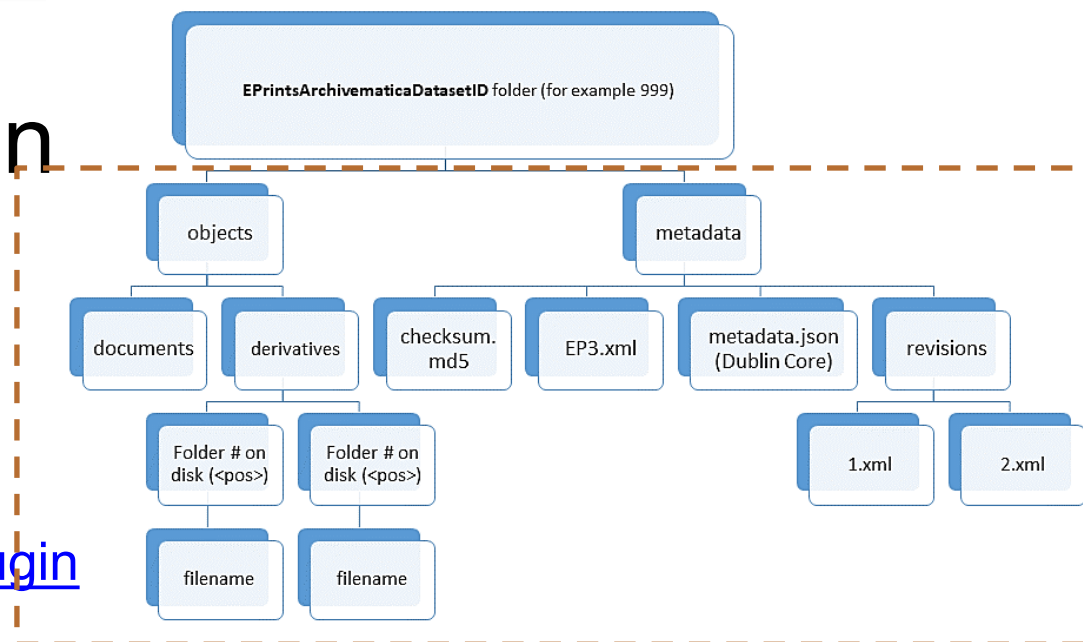 EPrintsArchivematicaDatasetID folder (for example 999)
n
objects
metadata
documents
derivatives
checksum.
md5
EP3.xml
metadata.json
(Dublin Core)
revisions
Folder # on
disk (<pos>)
Folder # on
disk (<pos>)
1.xml
2.xml
ugin
filename
filename